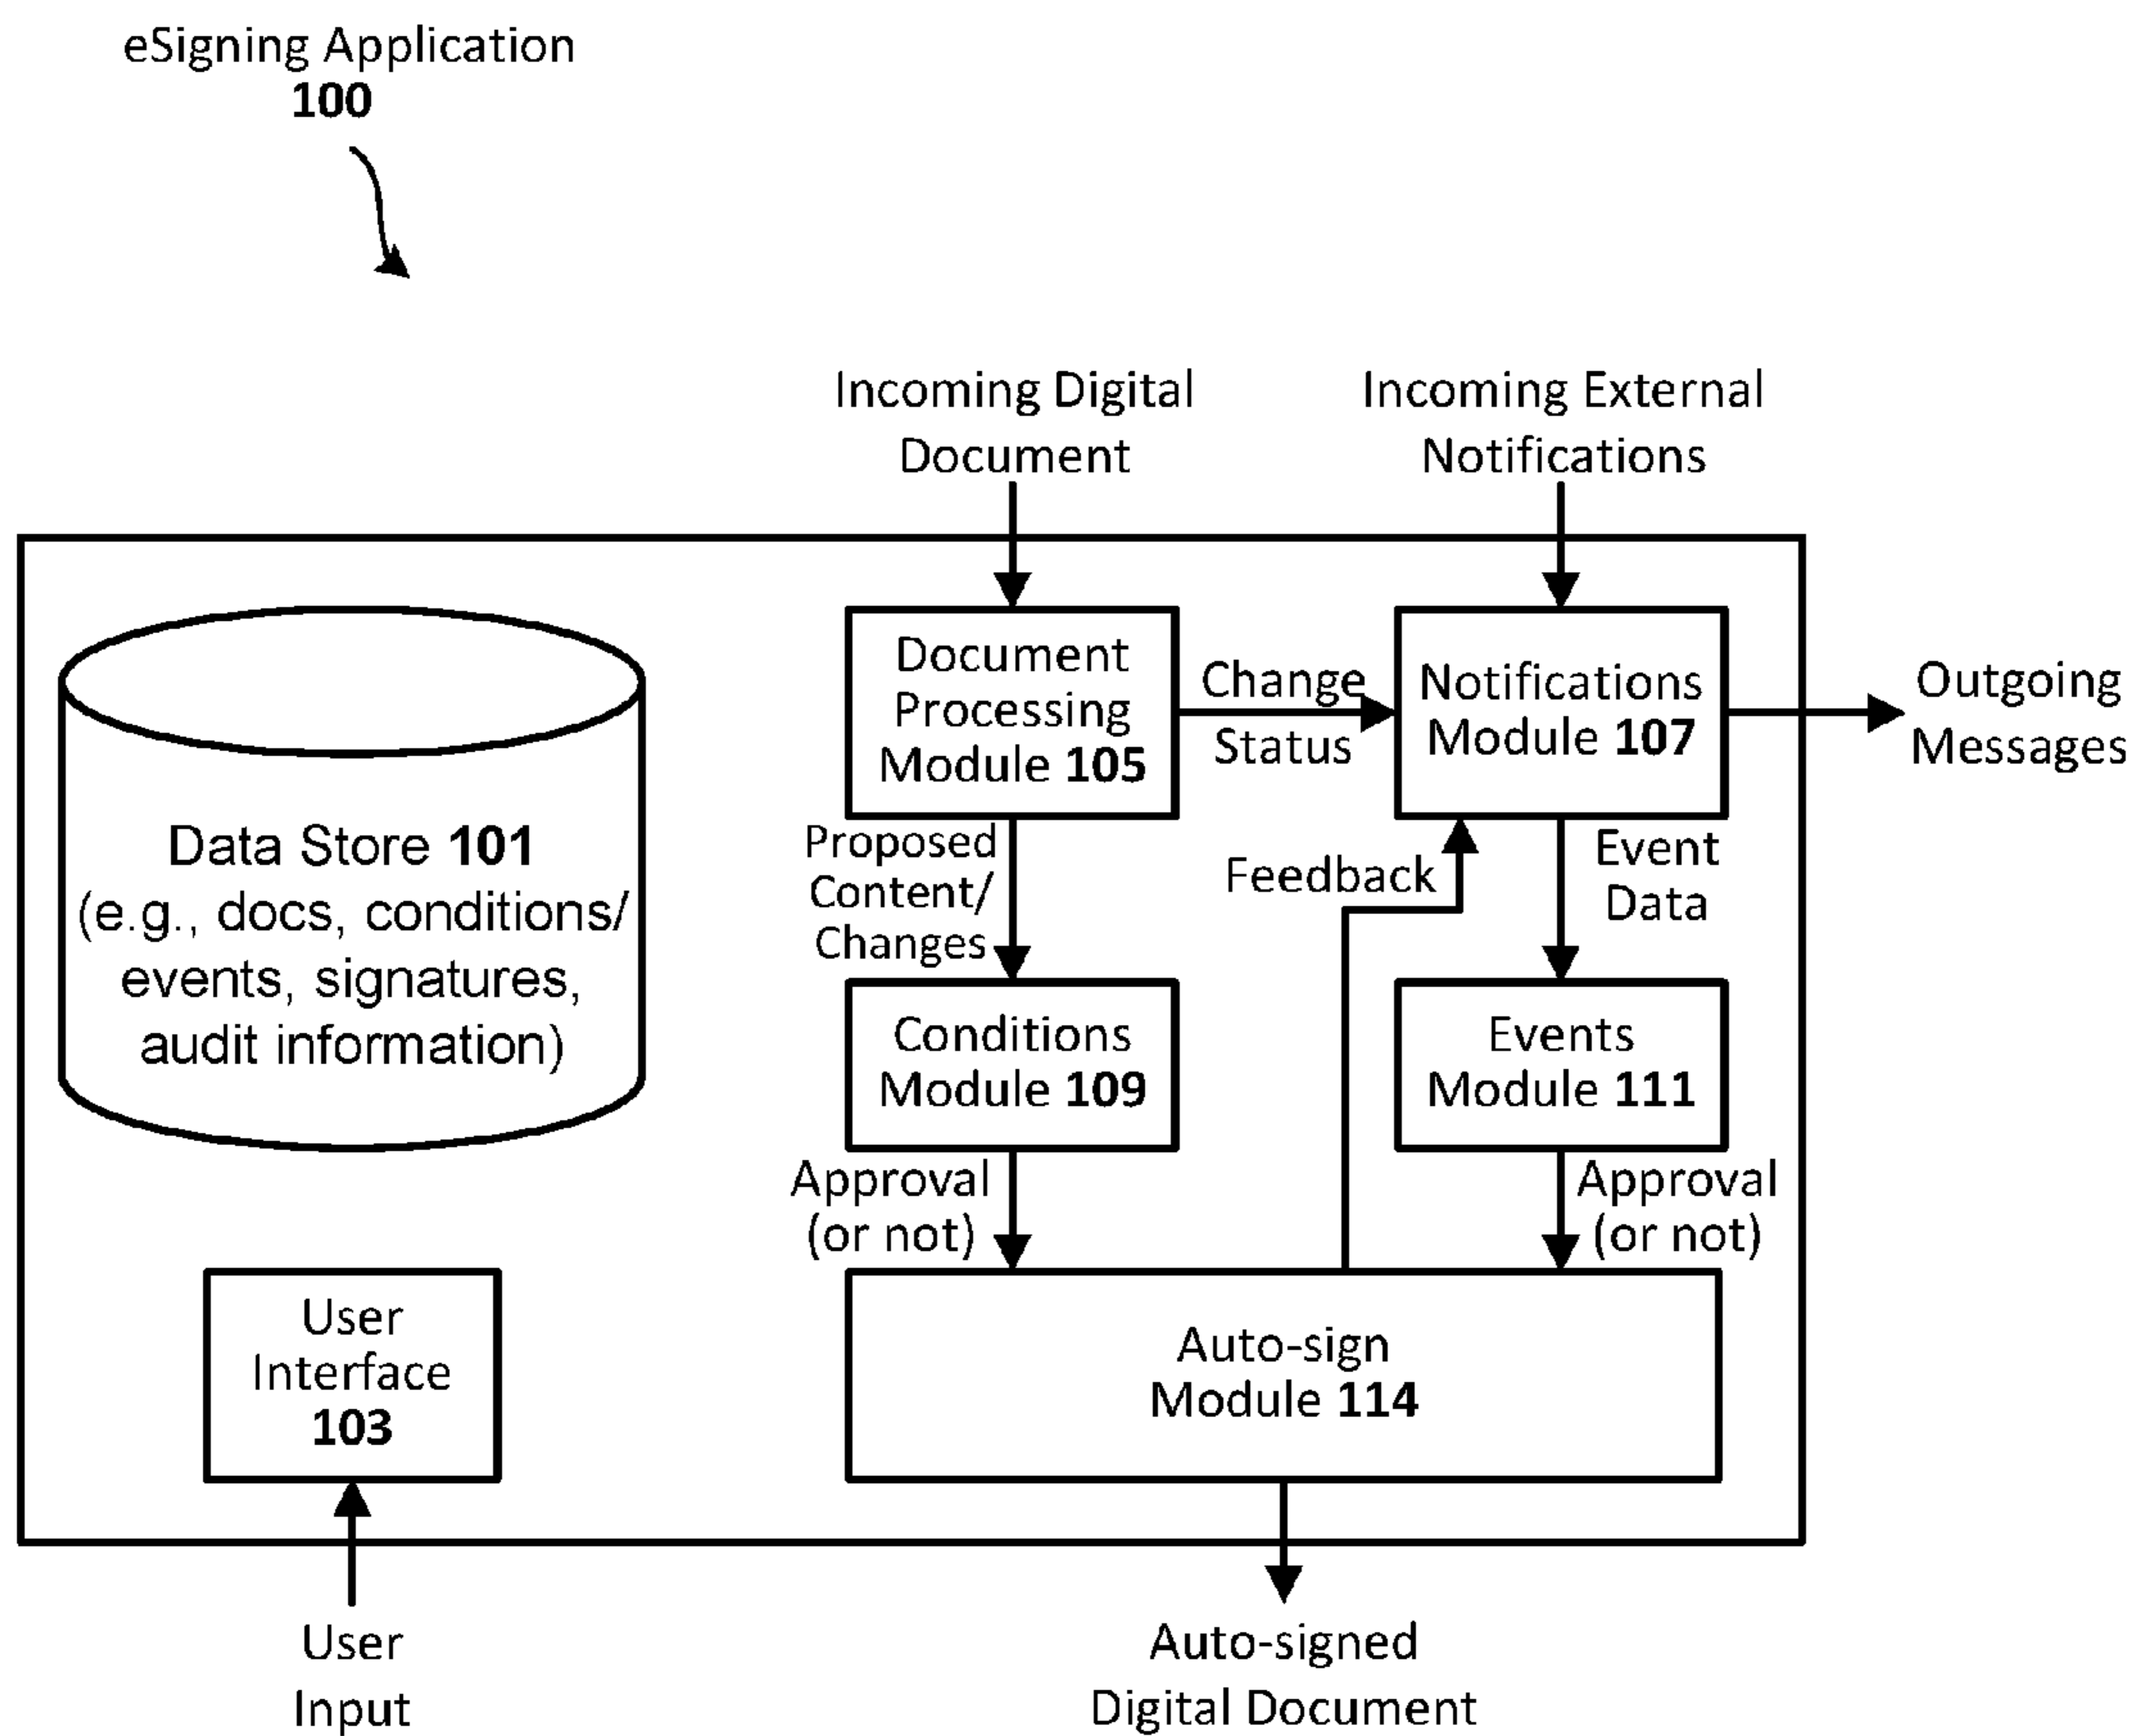 eSigning Application
100
Incoming Digital
Document
Incoming External
Notifications
Document
Processing
Module 105
Change
Status
Notifications
Module 107
Outgoing
Messages
Data Store 101
(e.g., docs, conditions/
events, signatures,
audit information)
Proposed
Content/
Changes
Feedback
Event
Data
Conditions
Module 109
Events
Module 111
Approval
(or not)
Approval
(or not)
User
Interface
103
Auto-sign
Module 114
User
Input
Auto-signed
Digital Document